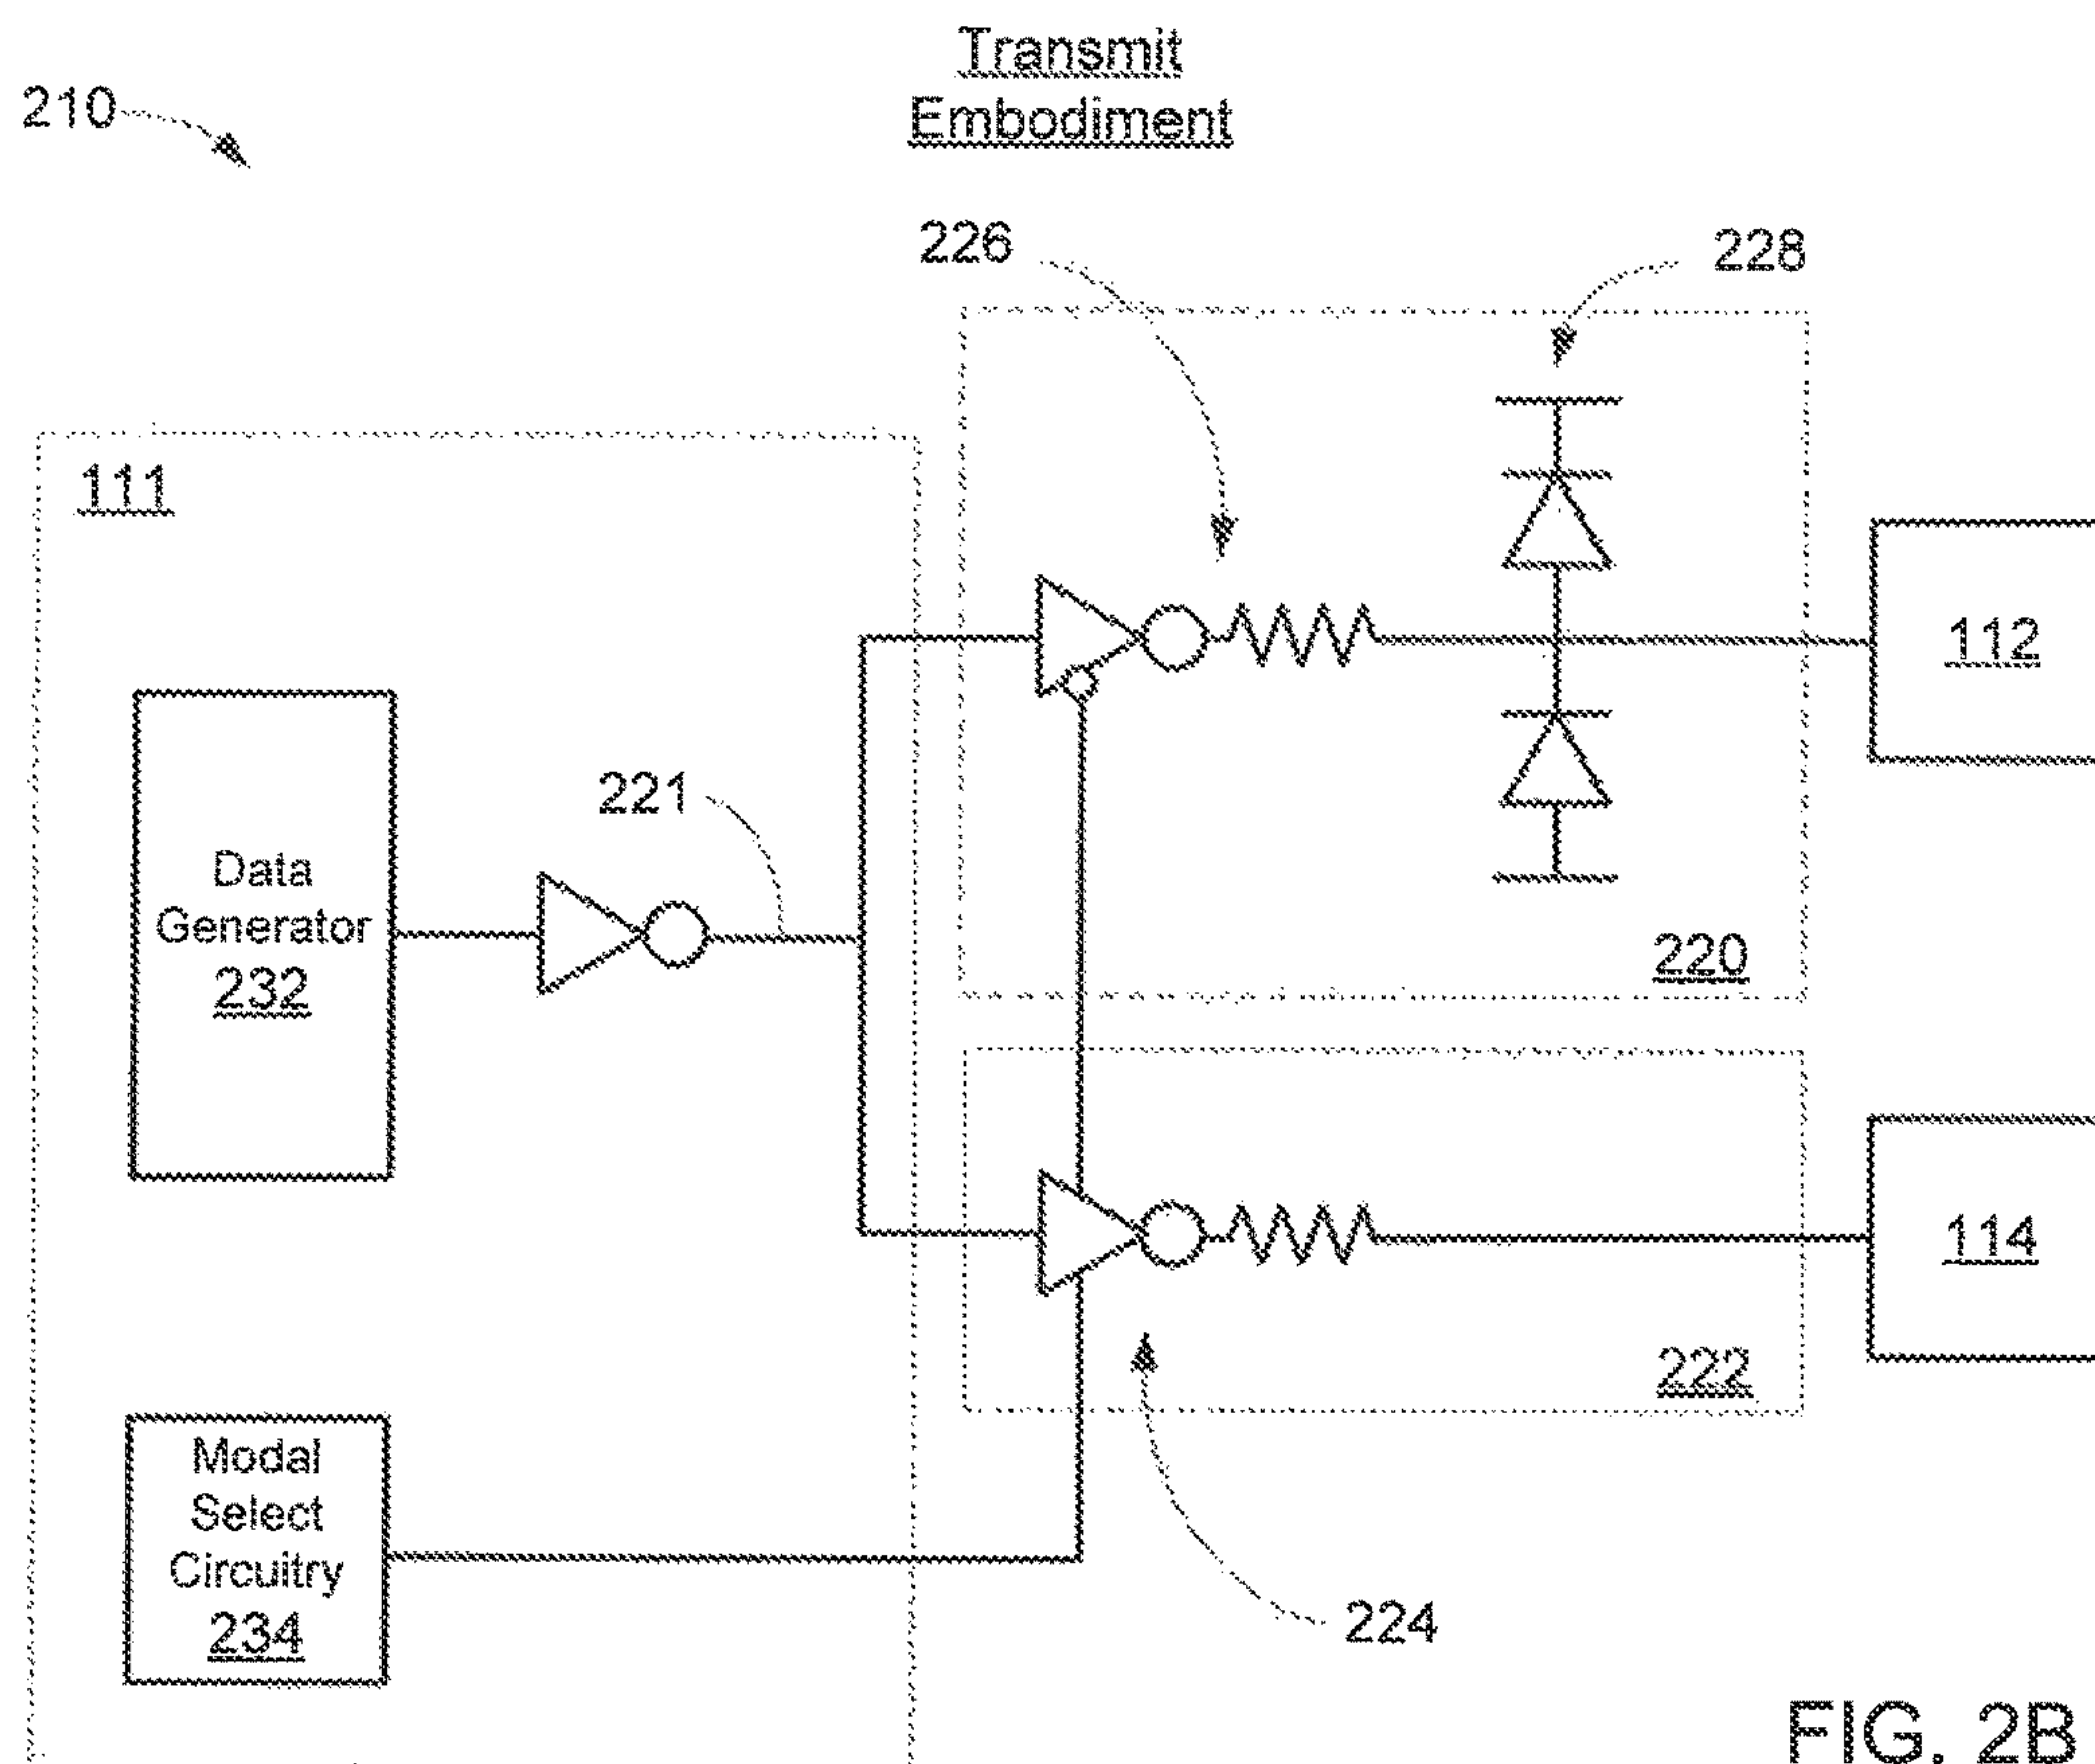 Transmit
Embodiment
210
226
228
111
112
221
Data
Generator
232
220
114
222
Modal
Select
Circuitry
234
224
FIG. 2B